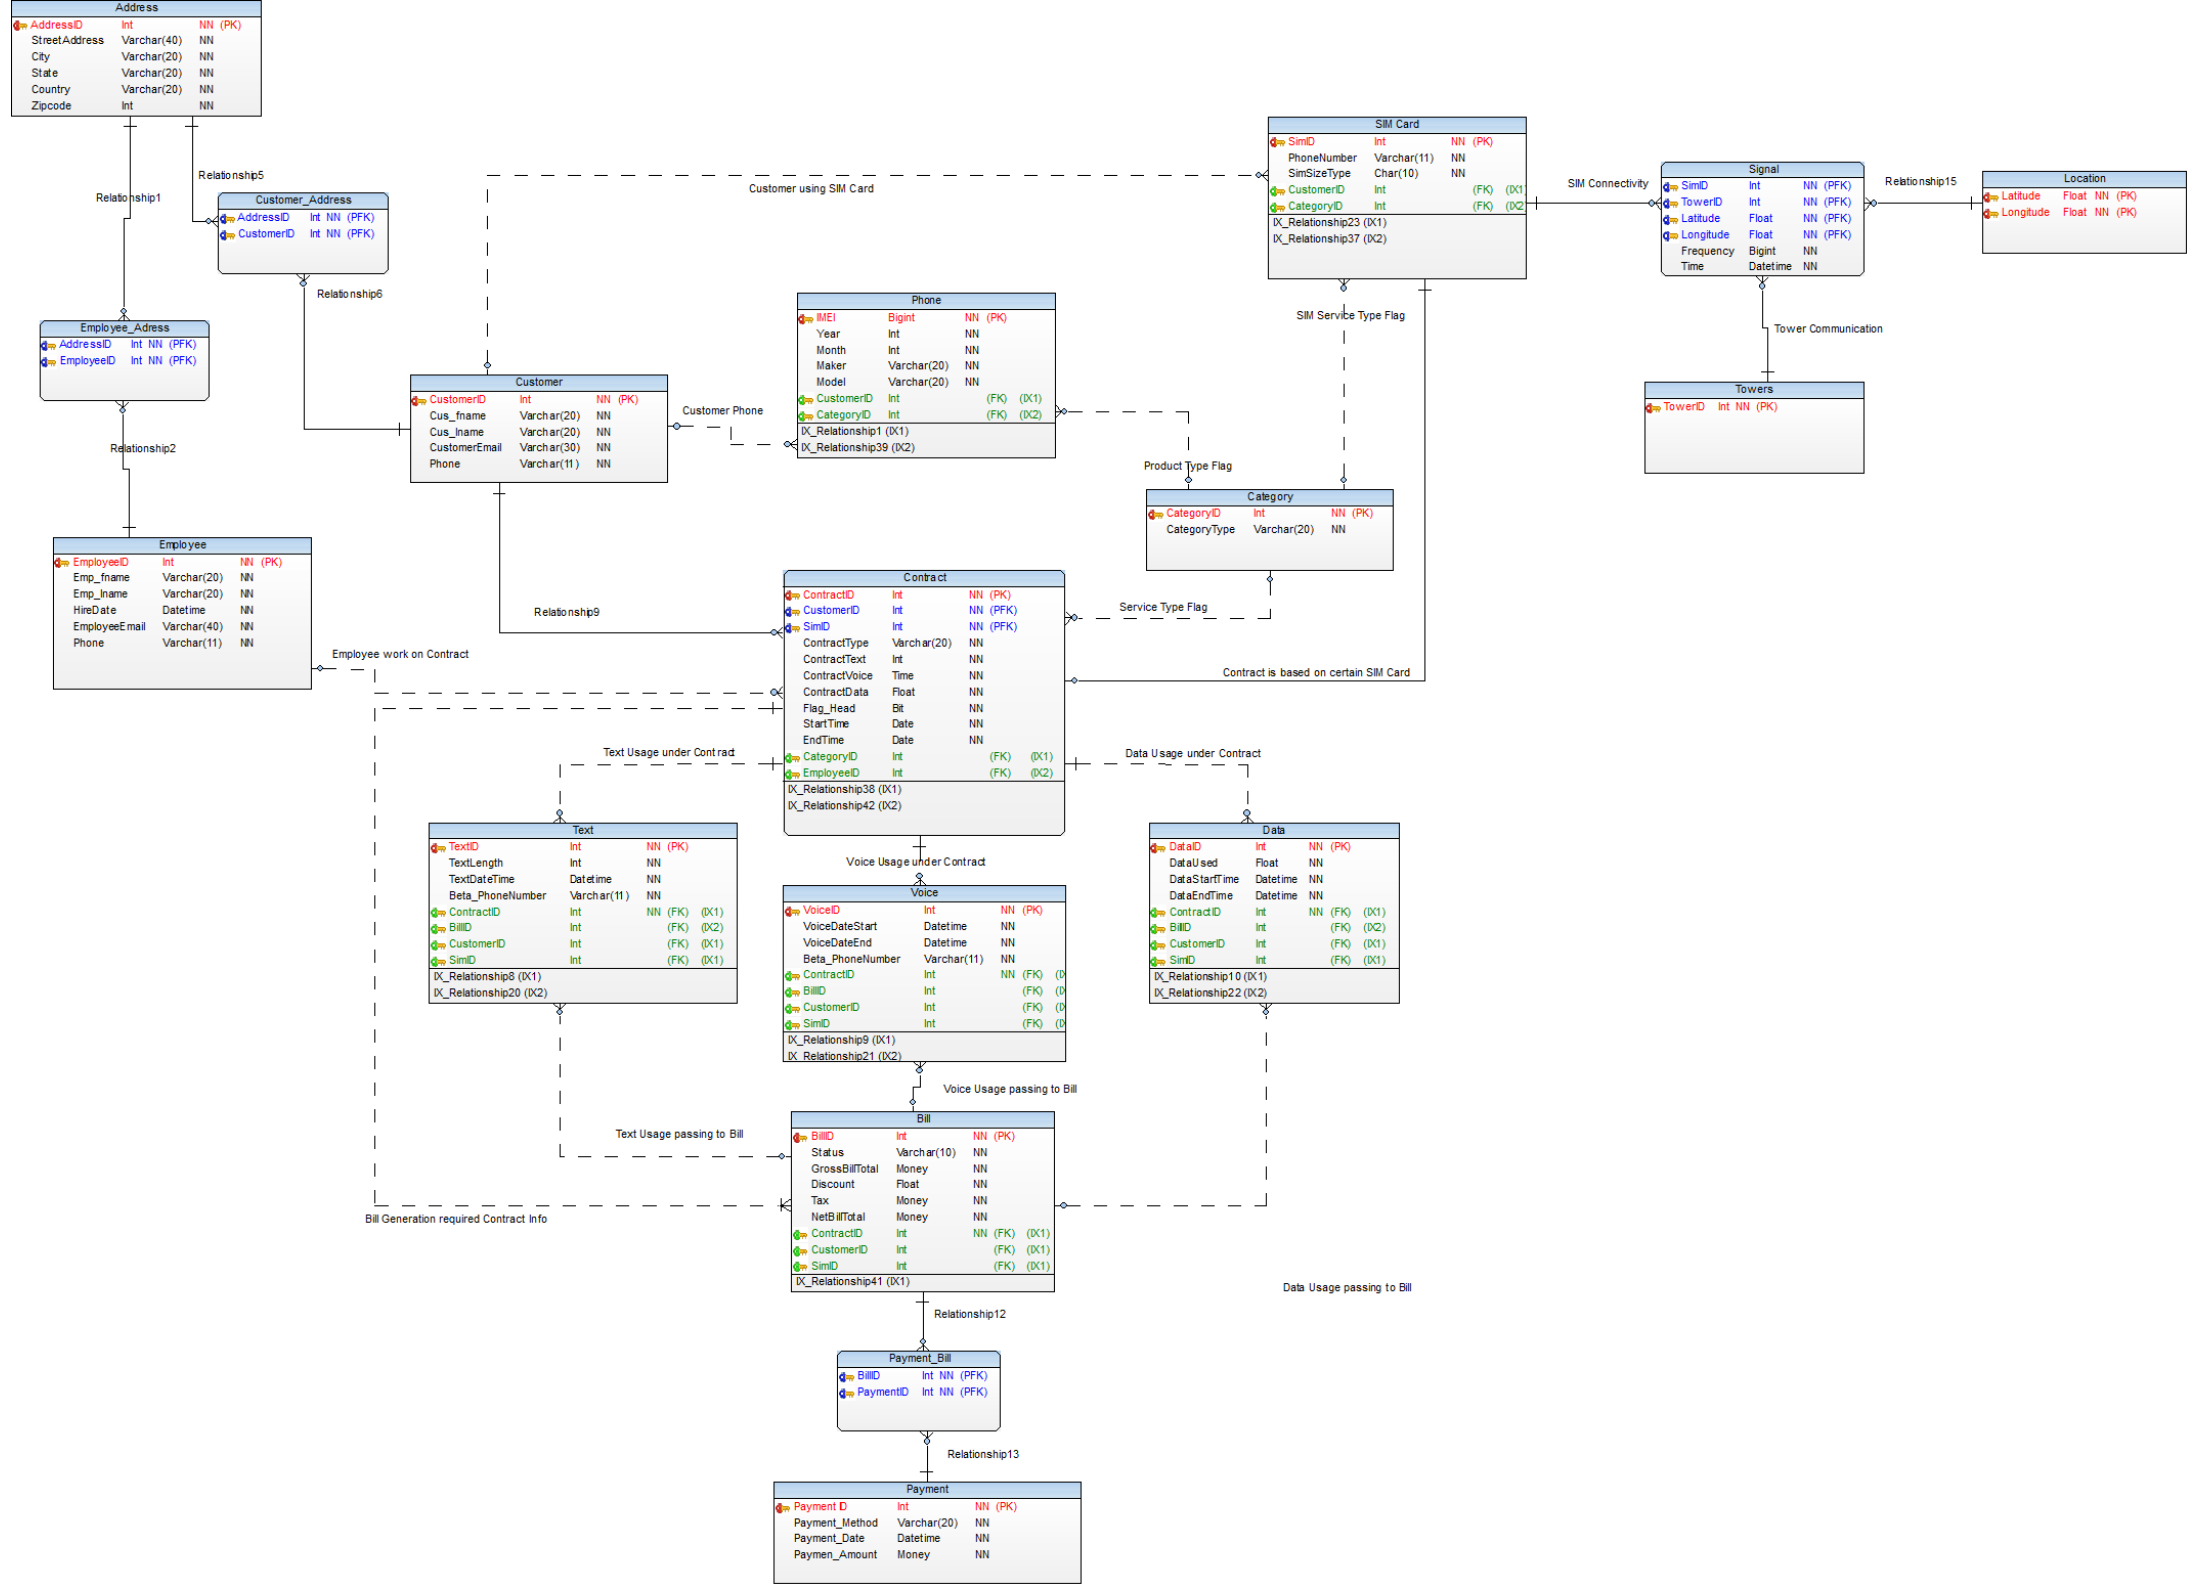 Address
AddressID Int NN (PK)
StreetAddress Varchar(40) NN
City Varchar(20) NN
State Varchar(20) NN
Country Varchar(20) NN
Zipcode Int NN
Relationship1
Relationship5
Customer_Address
AddressID Int NN (PFK)
CustomerID Int NN (PFK)
Relationship6
Employee_Adress
AddressID Int NN (PFK)
EmployeeID Int NN (PFK)
Relationship2
Employee
EmployeeID Int NN (PK)
Emp_fname Varchar(20) NN
Emp_lname Varchar(20) NN
HireDate Datetime NN
EmployeeEmail Varchar(40) NN
Phone Varchar(11) NN
Employee work on Contract
Customer using SIM Card
Customer
CustomerID Int NN (PK)
Cus_fname Varchar(20) NN
Cus_lname Varchar(20) NN
CustomerEmail Varchar(30) NN
Phone Varchar(11) NN
Customer Phone
Relationship9
Phone
IMEI Bigint NN (PK)
Year Int NN
Month Int NN
Maker Varchar(20) NN
Model Varchar(20) NN
CustomerID Int (FK) (IX1)
CategoryID Int (FK) (IX2)
IX_Relationship1 (IX1)
IX_Relationship39 (IX2)
SIM Card
SimID Int NN (PK)
PhoneNumber Varchar(11) NN
SimSizeType Char(10) NN
CustomerID Int (FK) (IX1
CategoryID Int (FK) (IX2
IX_Relationship23 (IX1)
IX_Relationship37 (IX2)
SIM Connectivity
Signal
SimID Int NN (PFK)
TowerID Int NN (PFK)
Latitude Float NN (PFK)
Longitude Float NN (PFK)
Frequency Bigint NN
Time Datetime NN
Relationship15
Location
Latitude Float NN (PK)
Longitude Float NN (PK)
Tower Communication
Towers
TowerID Int NN (PK)
SIM Service Type Flag
Product Type Flag
Category
CategoryID Int NN (PK)
CategoryType Varchar(20) NN
Service Type Flag
Contract is based on certain SIM Card
Contract
ContractID Int NN (PK)
CustomerID Int NN (PFK)
SimID Int NN (PFK)
ContractType Varchar(20) NN
ContractText Int NN
ContractVoice Time NN
ContractData Float NN
Flag_Head Bit NN
StartTime Date NN
EndTime Date NN
CategoryID Int (FK) (IX1)
EmployeeID Int (FK) (IX2)
IX_Relationship38 (IX1)
IX_Relationship42 (IX2)
Text Usage under Contract
Data Usage under Contract
Voice Usage under Contract
Text
TextID Int NN (PK)
TextLength Int NN
TextDateTime Datetime NN
Beta_PhoneNumber Varchar(11) NN
ContractID Int NN (FK) (IX1)
BillID Int (FK) (IX2)
CustomerID Int (FK) (IX1)
SimID Int (FK) (IX1)
IX_Relationship8 (IX1)
IX_Relationship20 (IX2)
Voice
VoiceID Int NN (PK)
VoiceDateStart Datetime NN
VoiceDateEnd Datetime NN
Beta_PhoneNumber Varchar(11) NN
ContractID Int NN (FK) (IX
BillID Int (FK) (IX
CustomerID Int (FK) (IX
SimID Int (FK) (IX
IX_Relationship9 (IX1)
IX_Relationship21 (IX2)
Data
DataID Int NN (PK)
DataUsed Float NN
DataStartTime Datetime NN
DataEndTime Datetime NN
ContractID Int NN (FK) (IX1)
BillID Int (FK) (IX2)
CustomerID Int (FK) (IX1)
SimID Int (FK) (IX1)
IX_Relationship10 (IX1)
IX_Relationship22 (IX2)
Voice Usage passing to Bill
Text Usage passing to Bill
Bill Generation required Contract Info
Data Usage passing to Bill
Bill
BillID Int NN (PK)
Status Varchar(10) NN
GrossBillTotal Money NN
Discount Float NN
Tax Money NN
NetBillTotal Money NN
ContractID Int NN (FK) (IX1)
CustomerID Int (FK) (IX1)
SimID Int (FK) (IX1)
IX_Relationship41 (IX1)
Relationship12
Payment_Bill
BillID Int NN (PFK)
PaymentID Int NN (PFK)
Relationship13
Payment
Payment ID Int NN (PK)
Payment_Method Varchar(20) NN
Payment_Date Datetime NN
Paymen_Amount Money NN